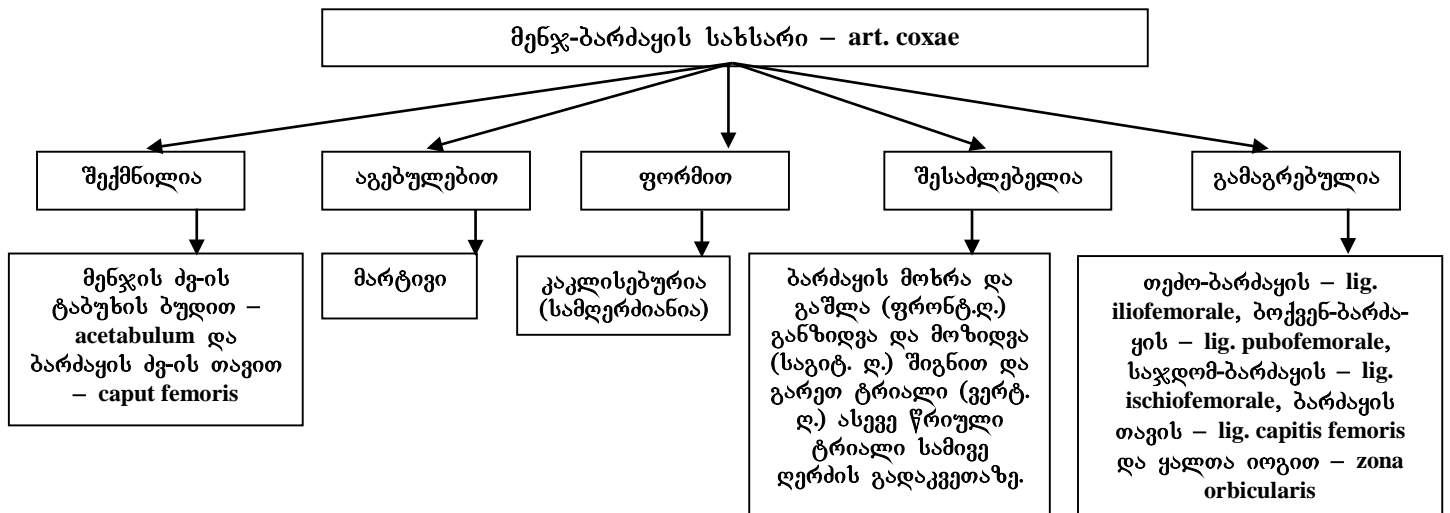 მენჯ-ბარძაყის სახსარი – art. coxae
შექმნილია
აგებულებით
ფორმით
შესაძლებელია
გამაგრებულია
მენჯის ძვ-ის
ტაბუხის ბუდით –
acetabulum და
ბარძაყის ძვ-ის თავით
– caput femoris
მარტივი
კაკლისებურია
(სამღერძიანია)
ბარძაყის მოხრა და
გაშლა (ფრონტ.ღ.)
განზიდვა და მოზიდვა
(საგიტ. ღ.) შიგნით და
გარეთ ტრიალი (ვერტ.
ღ.) ასევე წრიული
ტრიალი სამივე
ღერძის გადაკვეთაზე.
თეძო-ბარძაყის – lig.
iliofemorale, ბოქვენ-ბარძა-
ყის – lig. pubofemorale,
საჯდომ-ბარძაყის – lig.
ischiofemorale, ბარძაყის
თავის – lig. capitis femoris
და ყალთა იოგით – zona
orbicularis